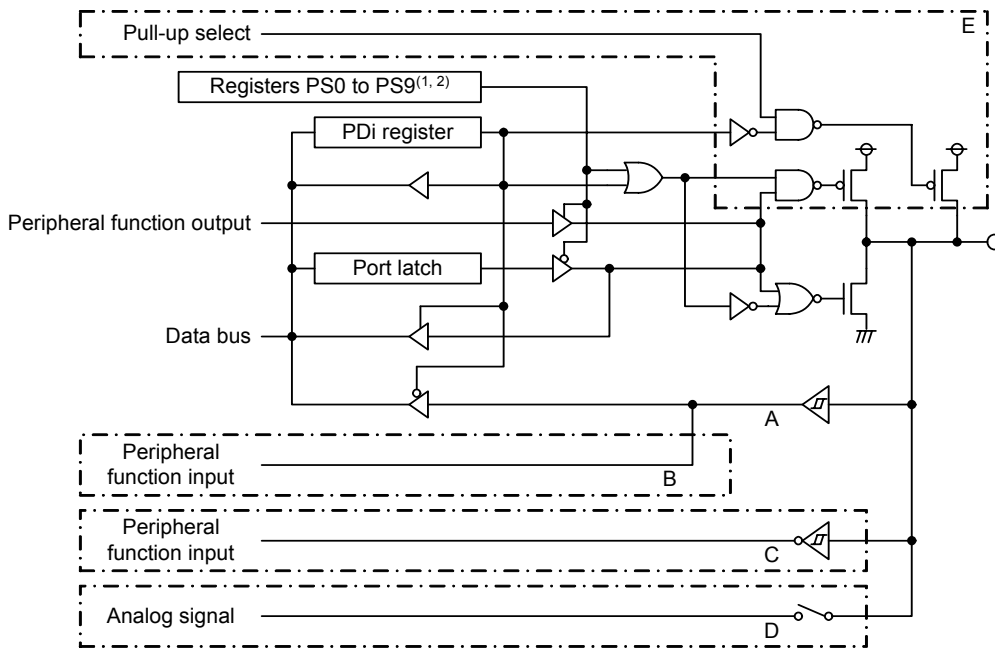 Pull-up select
E
Registers PS0 to PS9(1, 2)
PDi register
Peripheral function output
Port latch
Data bus
A
Peripheral
function input
B
Peripheral
function input
C
Analog signal
D